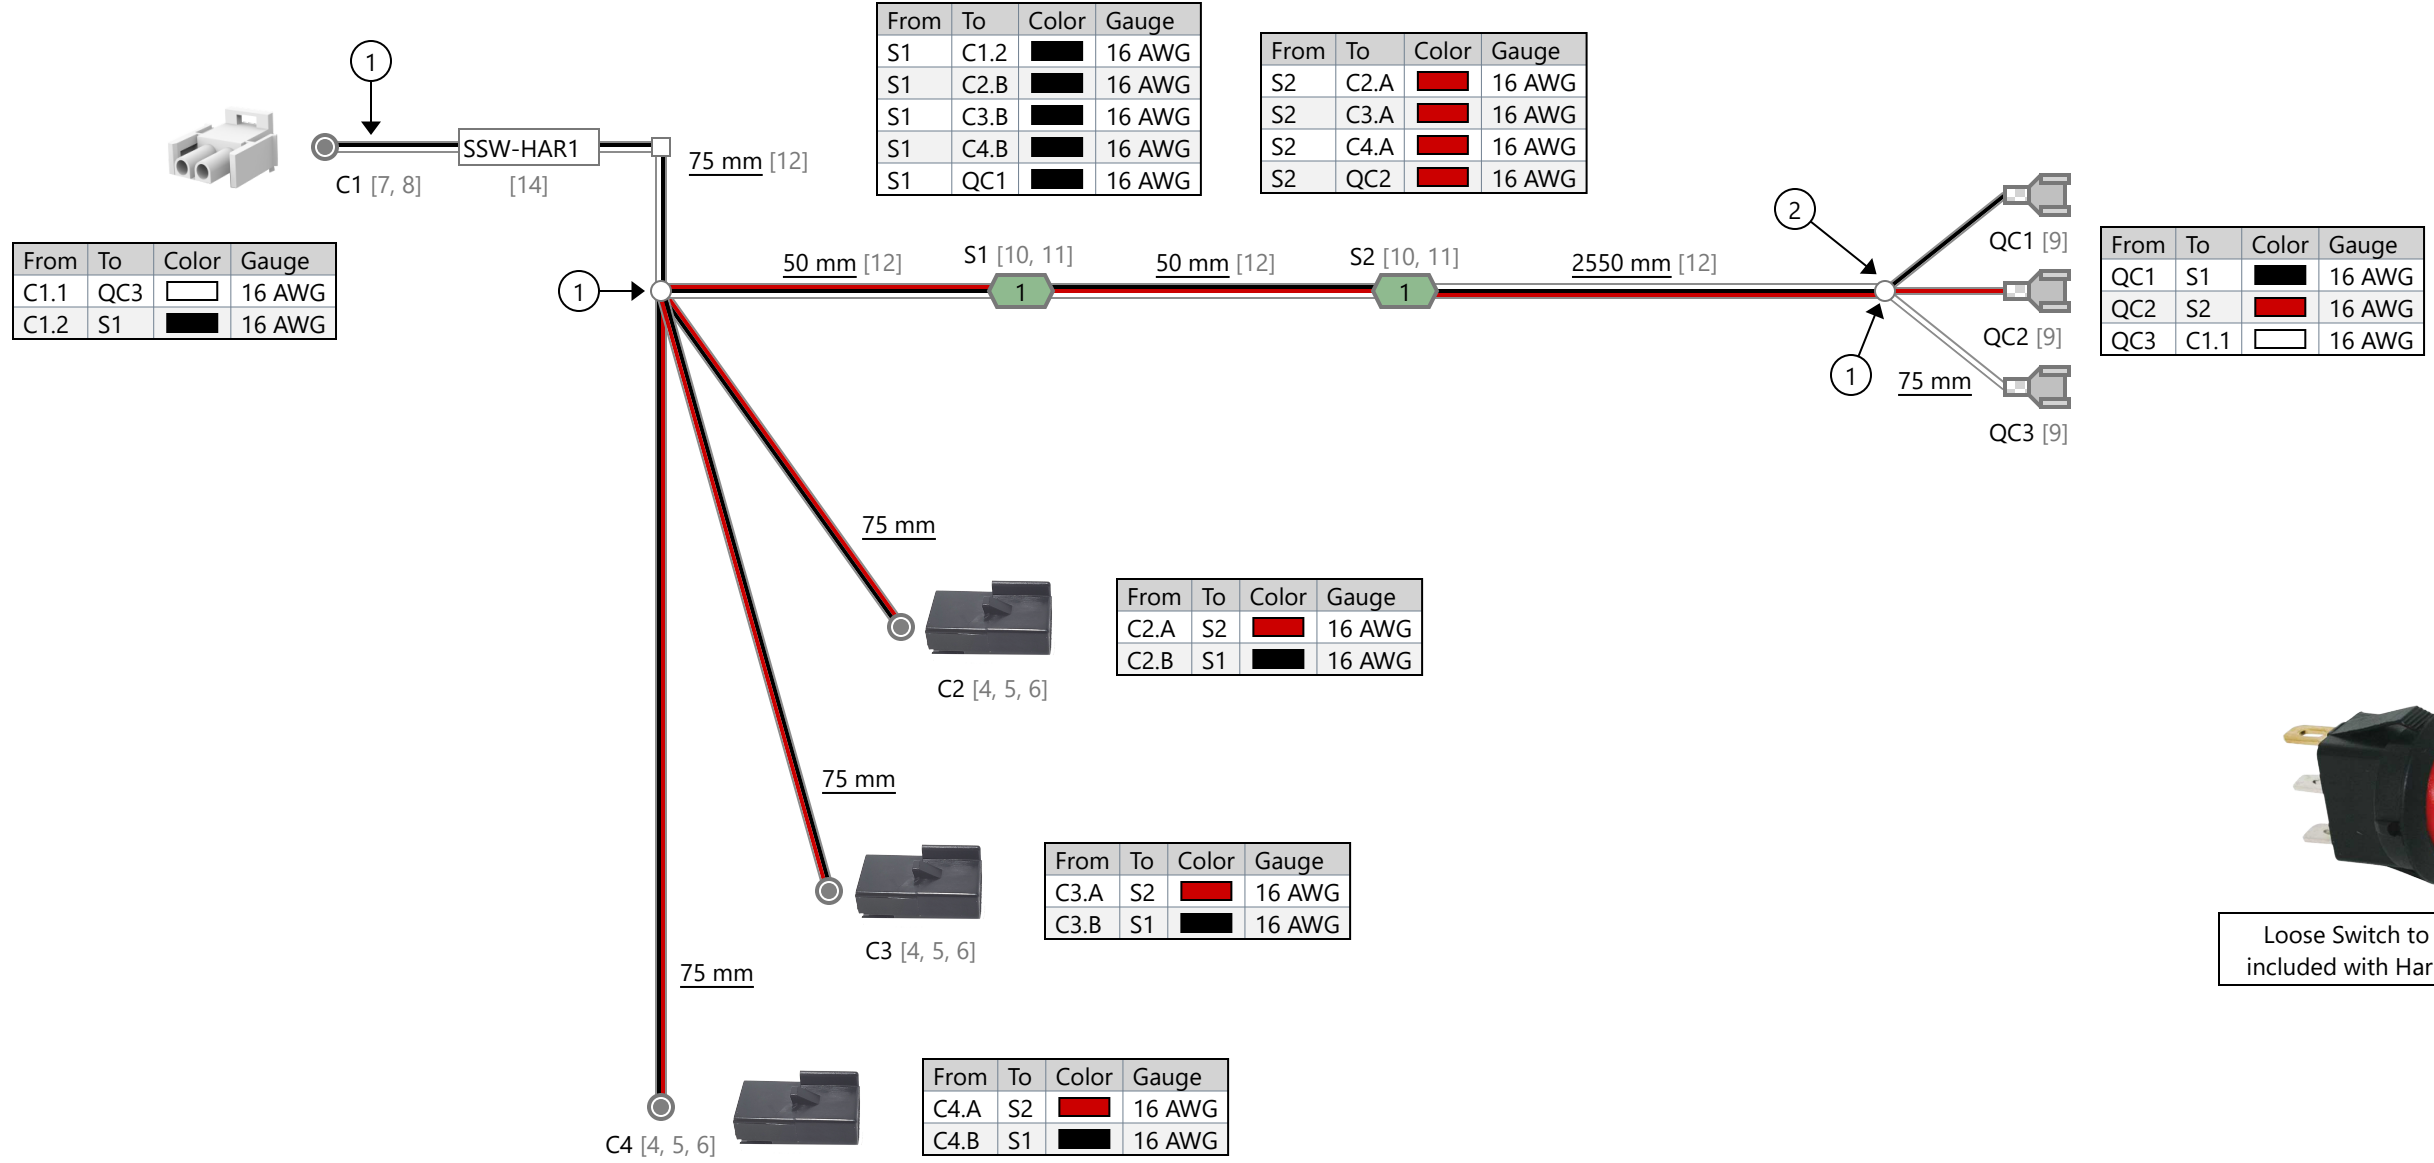 From To Color Gauge
S1 C1.2 16 AWG
S1 C2.B 16 AWG
S1 C3.B 16 AWG
S1 C4.B 16 AWG
S1 QC1 16 AWG
From To Color Gauge
S2 C2.A 16 AWG
S2 C3.A 16 AWG
S2 C4.A 16 AWG
S2 QC2 16 AWG
1
SSW-HAR1
C1 [7, 8]
[14]
75 mm [12]
From To Color Gauge
C1.1 QC3 16 AWG
C1.2 S1 16 AWG
1
50 mm [12]
S1 [10, 11]
1
50 mm [12]
S2 [10, 11]
1
2550 mm [12]
2
1
75 mm
QC1 [9]
QC2 [9]
QC3 [9]
From To Color Gauge
QC1 S1 16 AWG
QC2 S2 16 AWG
QC3 C1.1 16 AWG
75 mm
C2 [4, 5, 6]
From To Color Gauge
C2.A S2 16 AWG
C2.B S1 16 AWG
75 mm
C3 [4, 5, 6]
From To Color Gauge
C3.A S2 16 AWG
C3.B S1 16 AWG
75 mm
C4 [4, 5, 6]
From To Color Gauge
C4.A S2 16 AWG
C4.B S1 16 AWG
Loose Switch to
included with Har